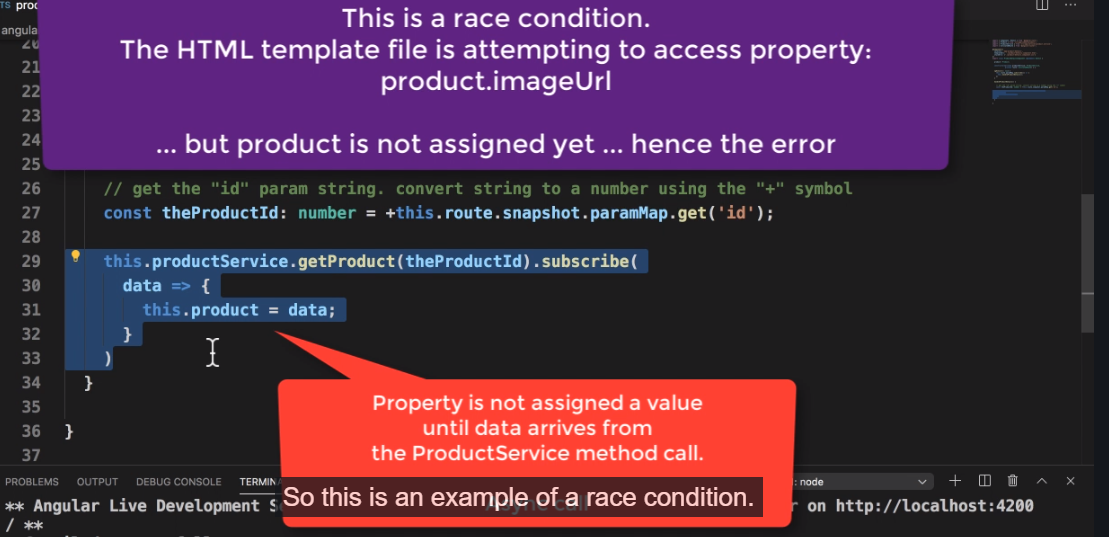 TS prod
This is a race condition.
angula
The HTML template file is attempting to access property:
product.imageUrl
... but product is not assigned yet ... hence the error
20
21
22
23
24
25
26 // get the "id" param string. convert string to a number using the "+" symbol
27 const theProductId: number = +this.route.snapshot.paramMap.get('id');
28
29 this.productService.getProduct(theProductId).subscribe(
30 data => {
31 this.product = data;
32 }
33 )
34 }
35
36 }
37
Property is not assigned a value
until data arrives from
the ProductService method call.
PROBLEMS OUTPUT DEBUG CONSOLE TERMIN : node
So this is an example of a race condition.
Async call
** Angular Live Development S r on http://localhost:4200
/ **